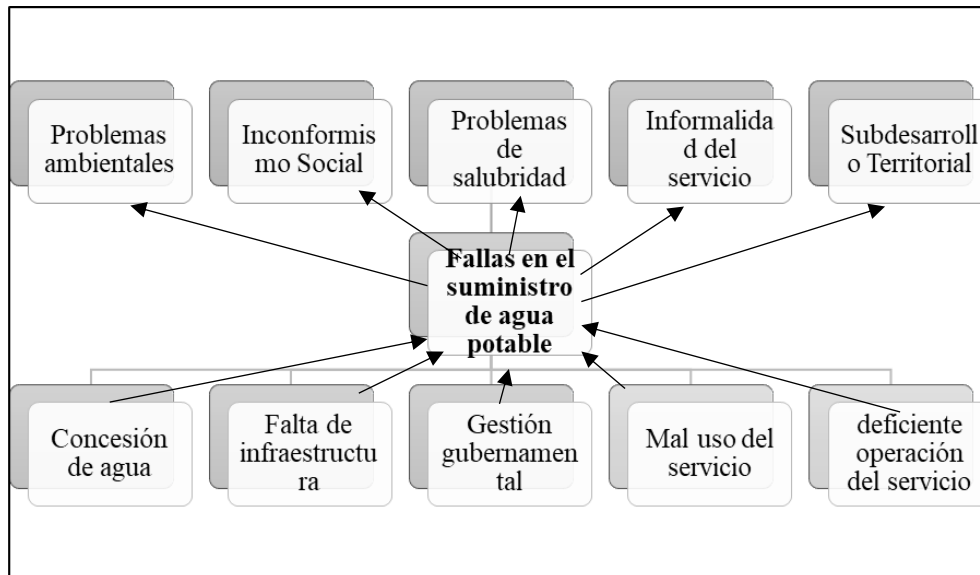 Problemas
ambientales
Inconformis
mo Social
Problemas
de
salubridad
Informalida
d del
servicio
Subdesarroll
o Territorial
Fallas en el
suministro
de agua
potable
Concesión
de agua
Falta de
infraestructu
ra
Gestión
gubernamen
tal
Mal uso del
servicio
deficiente
operación
del servicio